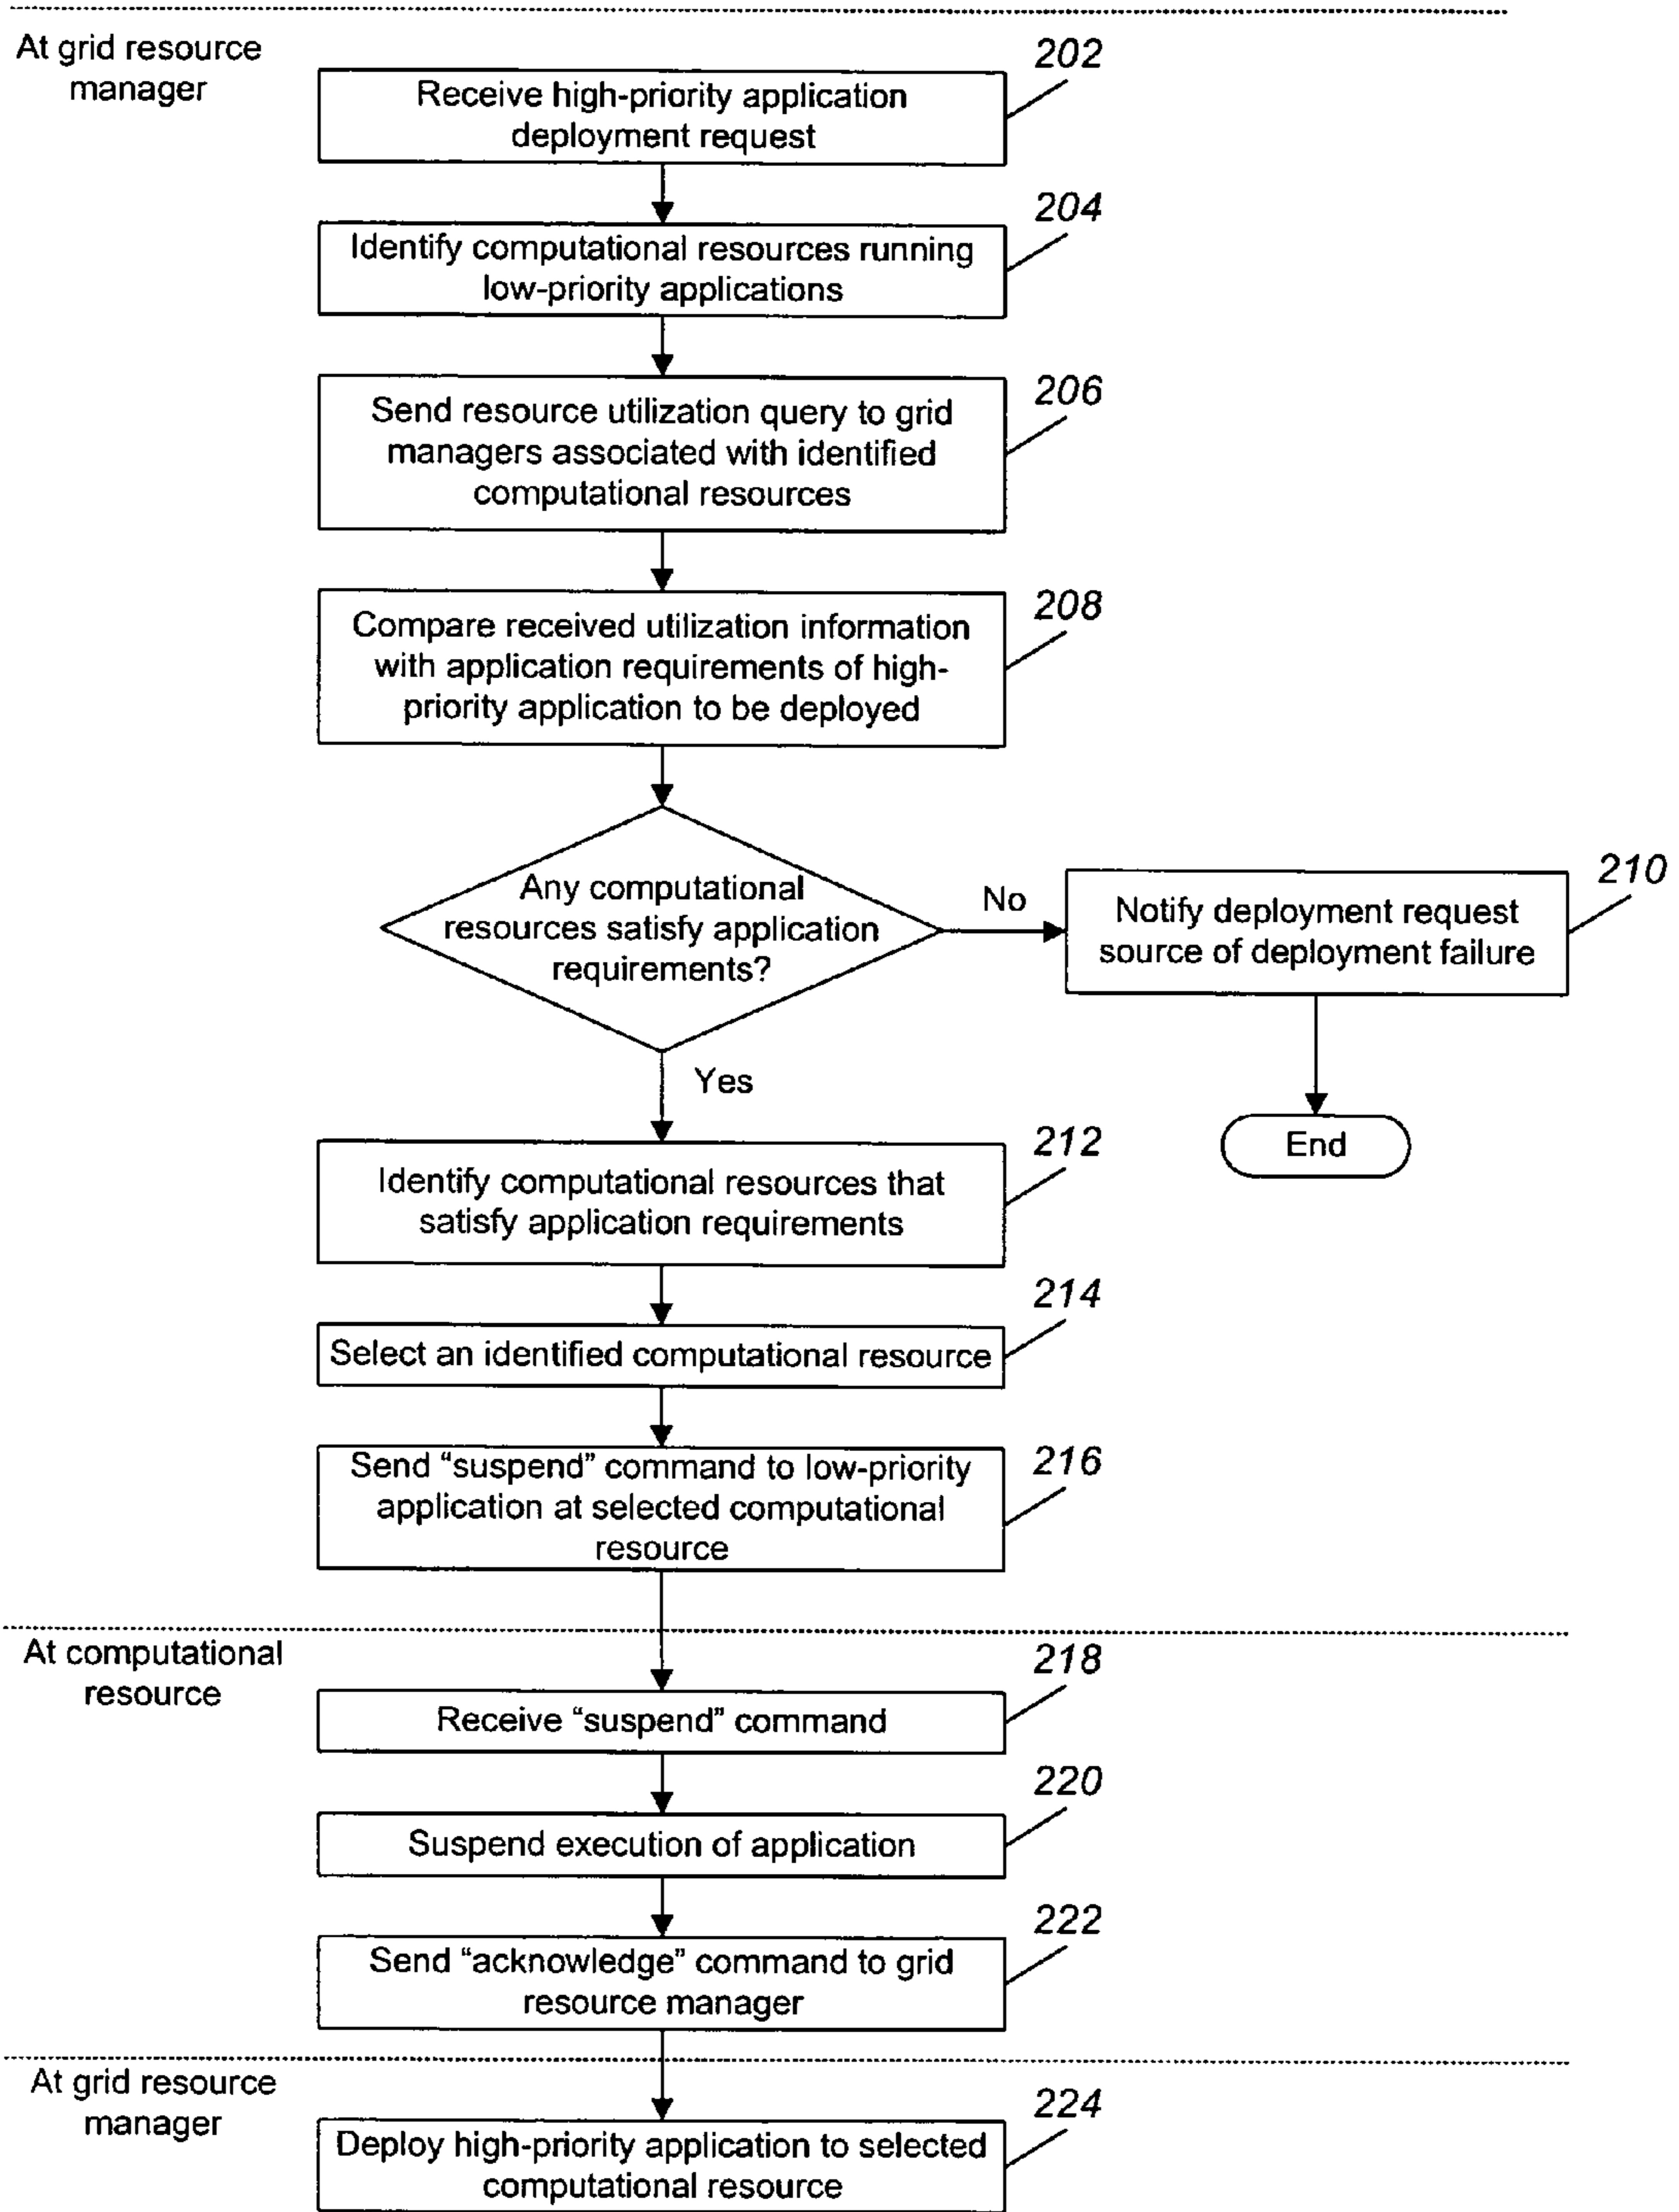 At grid resource
manager
202
Receive high-priority application
deployment request
204
Identify computational resources running
low-priority applications
206
Send resource utilization query to grid
managers associated with identified
computational resources
208
Compare received utilization information
with application requirements of high-
priority application to be deployed
Any computational
resources satisfy application
requirements?
No
210
Notify deployment request
source of deployment failure
End
Yes
212
Identify computational resources that
satisfy application requirements
214
Select an identified computational resource
216
Send “suspend” command to low-priority
application at selected computational
resource
At computational
resource
218
Receive “suspend” command
220
Suspend execution of application
222
Send “acknowledge” command to grid
resource manager
At grid resource
manager
224
Deploy high-priority application to selected
computational resource